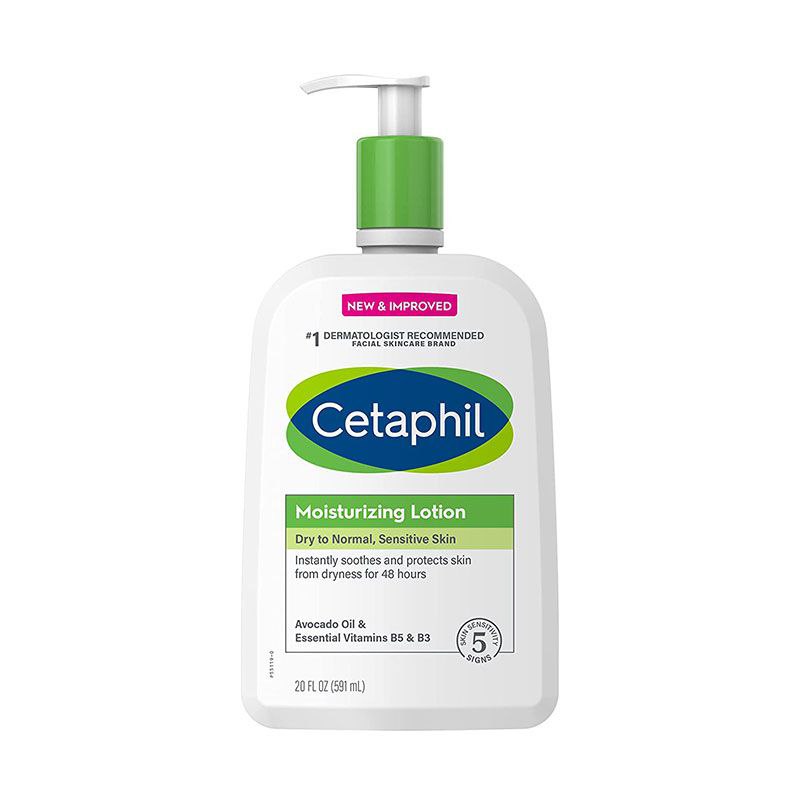 NEW & IMPROVED
#1 DERMATOLOGIST RECOMMENDED
FACIAL SKINCARE BRAND
Cetaphil
Moisturizing Lotion
Dry to Normal, Sensitive Skin
Instantly soothes and protects skin
from dryness for 48 hours
Avocado Oil &
Essential Vitamins B5 & B3
SKIN SENSITIVITY
5
SIGNS
20 FL OZ (591 mL)